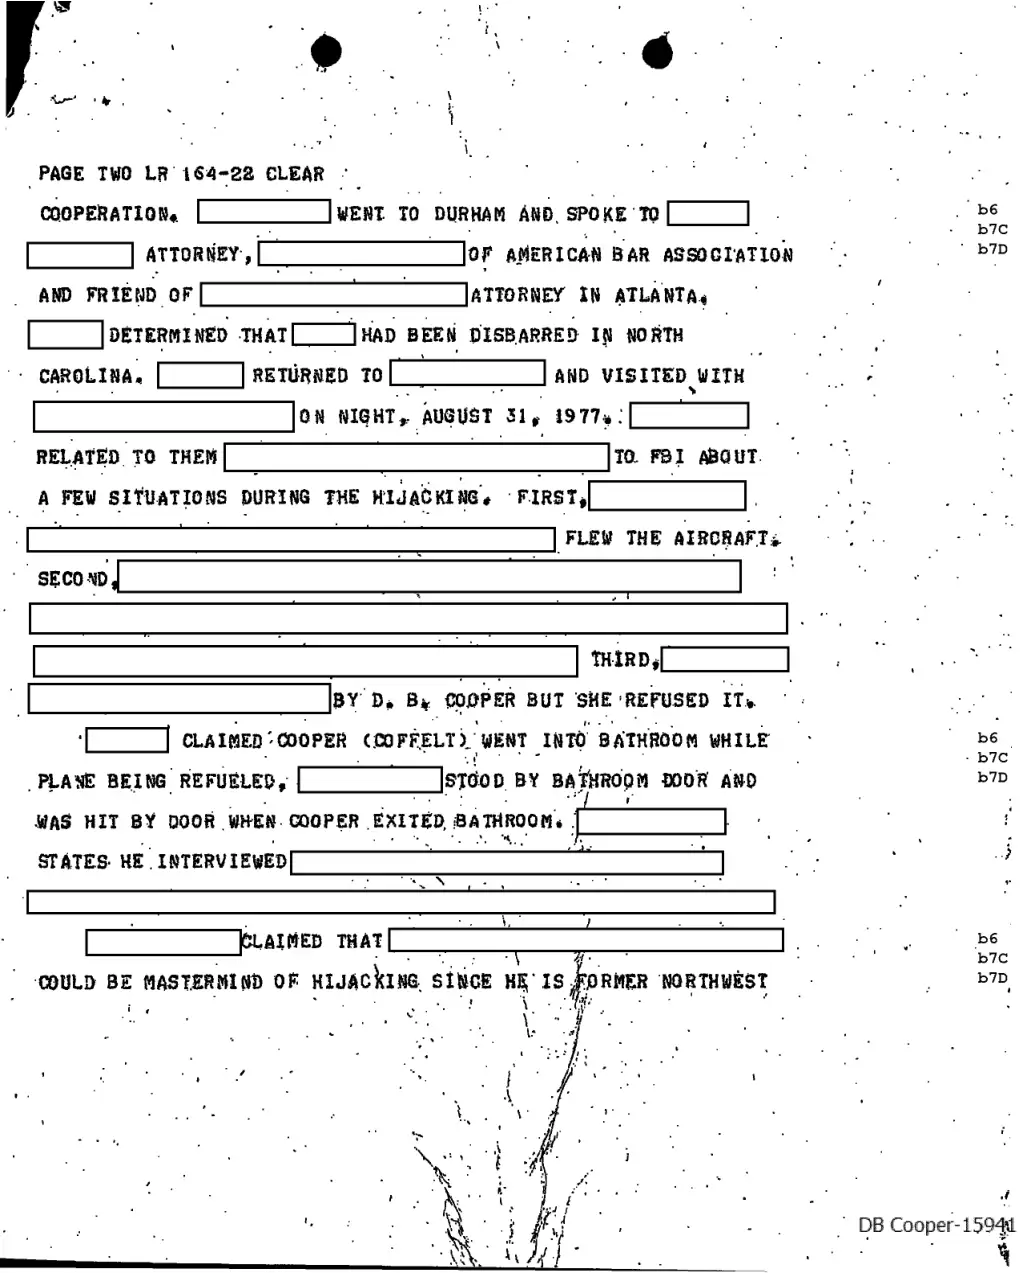 PAGE TWO LR 164-22 CLEAR
COOPERATION. WENT TO DURHAM AND SPOKE TO b6
b7C
ATTORNEY, OF AMERICAN BAR ASSOCIATION b7D
AND FRIEND OF ATTORNEY IN ATLANTA.
DETERMINED THAT HAD BEEN DISBARRED IN NORTH
CAROLINA. RETURNED TO AND VISITED WITH
ON NIGHT, AUGUST 31, 1977.
RELATED TO THEM TO FBI ABOUT
A FEW SITUATIONS DURING THE HIJACKING. FIRST,
FLEW THE AIRCRAFT.
SECOND,
THIRD,
BY D. B. COOPER BUT SHE REFUSED IT.
CLAIMED COOPER (COFFELT) WENT INTO BATHROOM WHILE b6
b7C
PLANE BEING REFUELED, STOOD BY BATHROOM DOOR AND b7D
WAS HIT BY DOOR WHEN COOPER EXITED BATHROOM.
STATES HE INTERVIEWED
CLAIMED THAT b6
b7C
COULD BE MASTERMIND OF HIJACKING SINCE HE IS FORMER NORTHWEST b7D
DB Cooper-15941